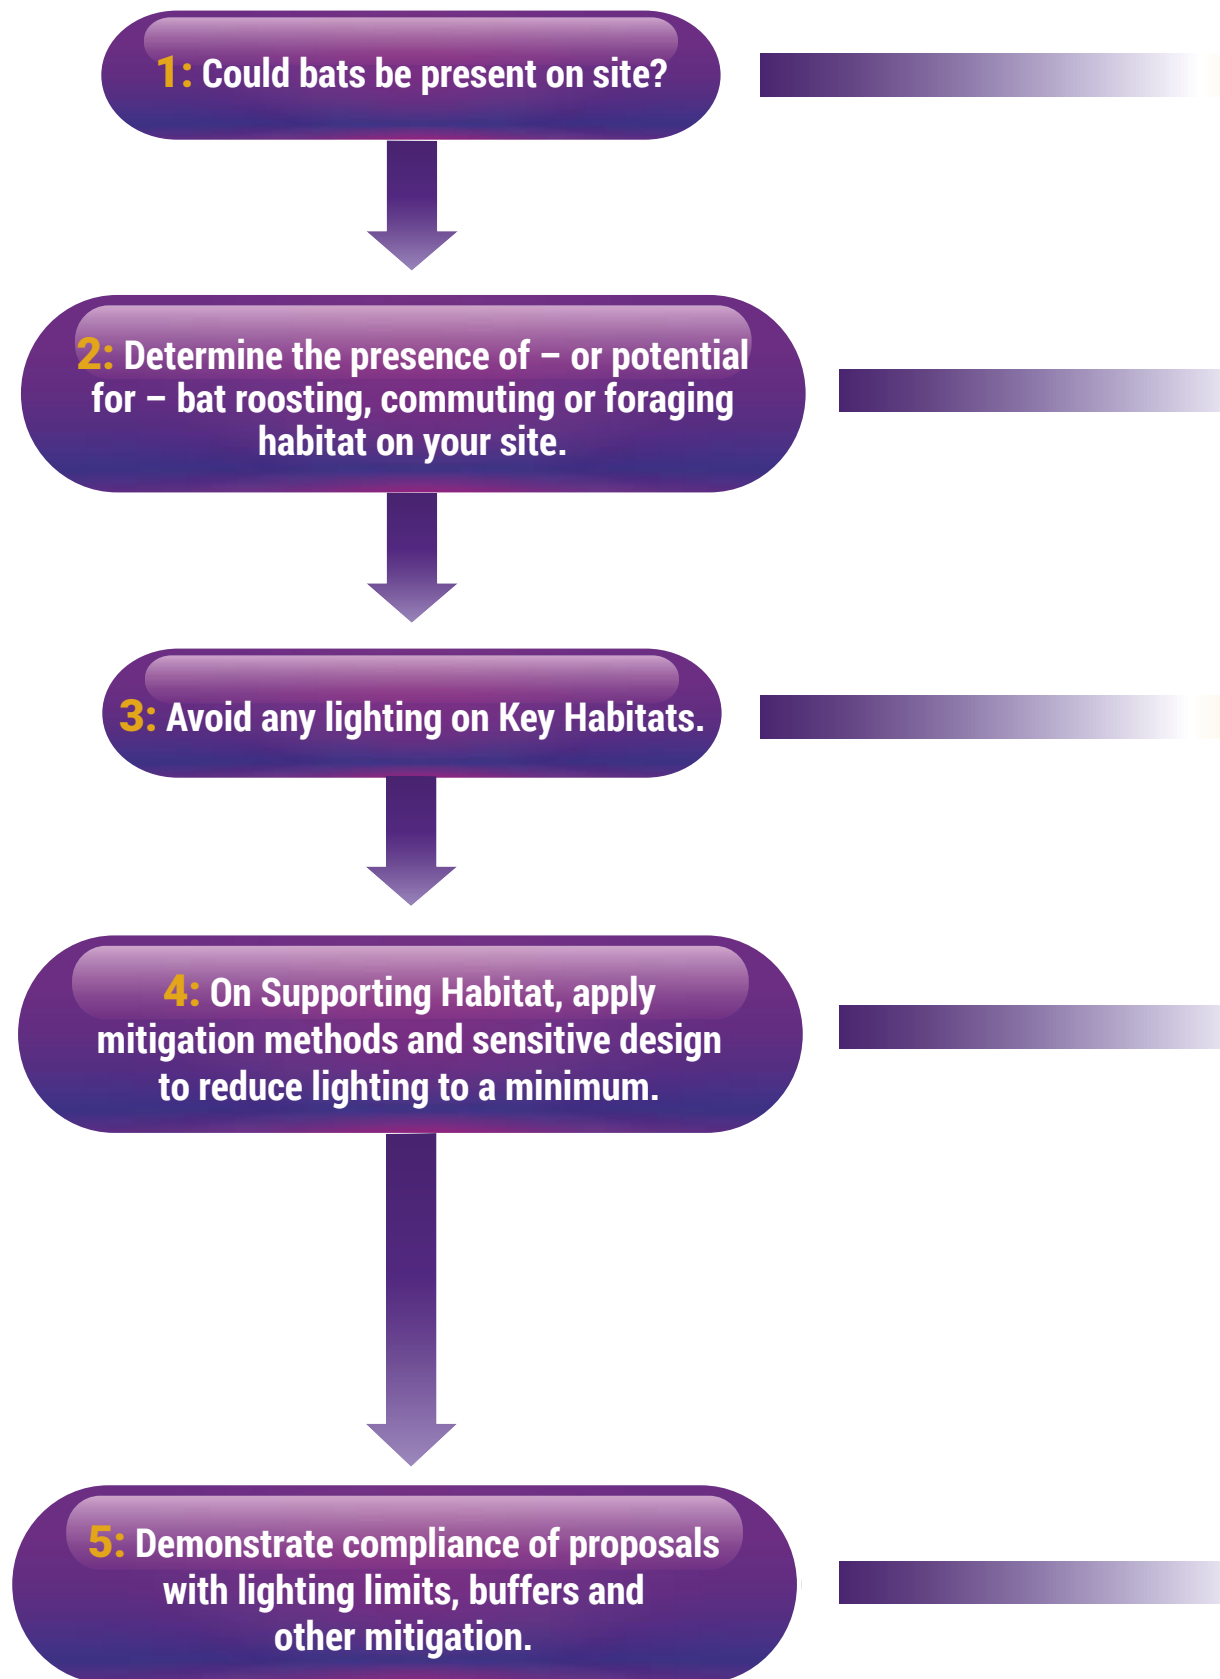 1: Could bats be present on site?
2: Determine the presence of – or potential
for – bat roosting, commuting or foraging
habitat on your site.
3: Avoid any lighting on Key Habitats.
4: On Supporting Habitat, apply
mitigation methods and sensitive design
to reduce lighting to a minimum.
5: Demonstrate compliance of proposals
with lighting limits, buffers and
other mitigation.